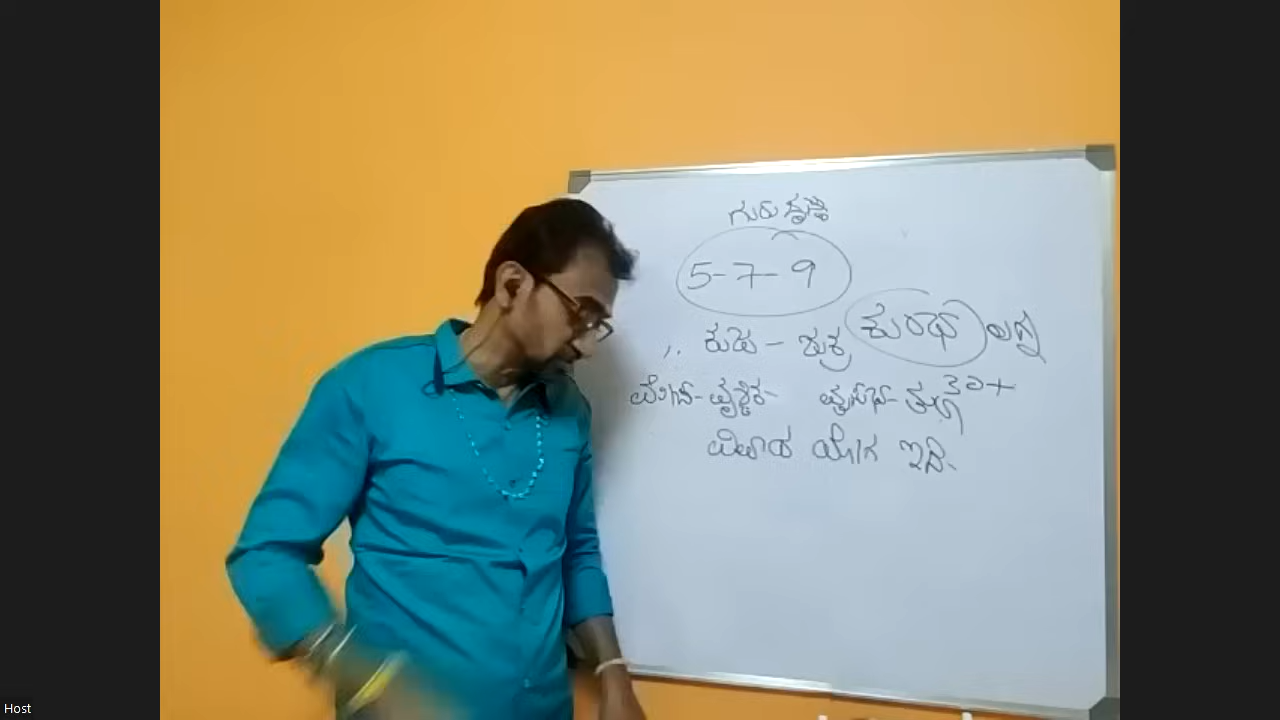 ಗುರು ದೃಷ್ಟಿ
5-7-9
ಕುಜ - ಶುಕ್ರ ಲಗ್ನ
ಮೇಷ - ವೃಶ್ಚಿಕ - ವೃಷಭ - ತುಲಾ 30+
ವಿವಾಹ ಯೋಗ ಇದೆ.
Host